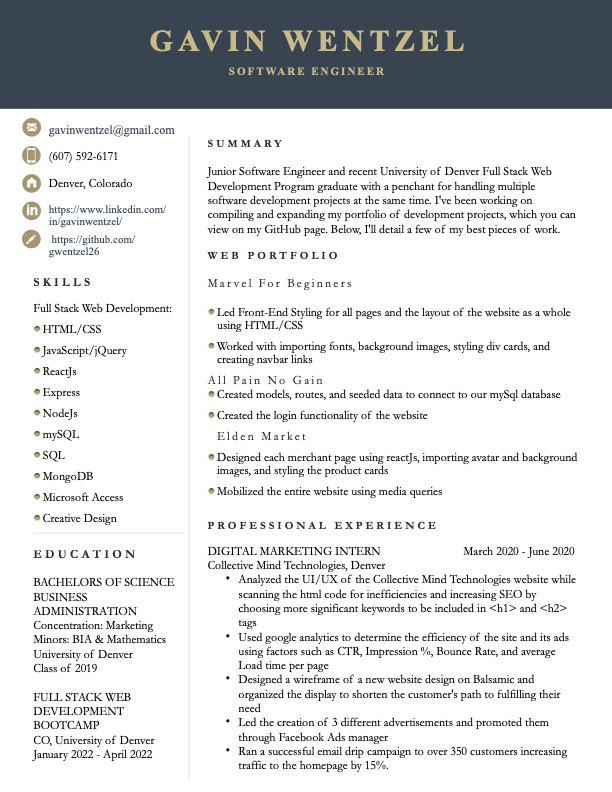 GAVIN WENTZEL
SOFTWARE ENGINEER
gavinwentzel@gmail.com
(607) 592-6171
Denver, Colorado
https://www.linkedin.com/
in/gavinwentzel/
https://github.com/
gwentzel26
SKILLS
Full Stack Web Development:
HTML/CSS
JavaScript/jQuery
ReactJs
Express
NodeJs
mySQL
SQL
MongoDB
Microsoft Access
Creative Design
EDUCATION
BACHELORS OF SCIENCE
BUSINESS
ADMINISTRATION
Concentration: Marketing
Minors: BIA & Mathematics
University of Denver
Class of 2019
FULL STACK WEB
DEVELOPMENT
BOOTCAMP
CO, University of Denver
January 2022 - April 2022
SUMMARY
Junior Software Engineer and recent University of Denver Full Stack Web
Development Program graduate with a penchant for handling multiple
software development projects at the same time. I've been working on
compiling and expanding my portfolio of development projects, which you can
view on my GitHub page. Below, I'll detail a few of my best pieces of work.
WEB PORTFOLIO
Marvel For Beginners
Led Front-End Styling for all pages and the layout of the website as a whole
using HTML/CSS
Worked with importing fonts, background images, styling div cards, and
creating navbar links
All Pain No Gain
Created models, routes, and seeded data to connect to our mySql database
Created the login functionality of the website
Elden Market
Designed each merchant page using reactJs, importing avatar and background
images, and styling the product cards
Mobilized the entire website using media queries
PROFESSIONAL EXPERIENCE
DIGITAL MARKETING INTERN March 2020 - June 2020
Collective Mind Technologies, Denver
• Analyzed the UI/UX of the Collective Mind Technologies website while
scanning the html code for inefficiencies and increasing SEO by
choosing more significant keywords to be included in <h1> and <h2>
tags
• Used google analytics to determine the efficiency of the site and its ads
using factors such as CTR, Impression %, Bounce Rate, and average
Load time per page
• Designed a wireframe of a new website design on Balsamic and
organized the display to shorten the customer's path to fulfilling their
need
• Led the creation of 3 different advertisements and promoted them
through Facebook Ads manager
• Ran a successful email drip campaign to over 350 customers increasing
traffic to the homepage by 15%.